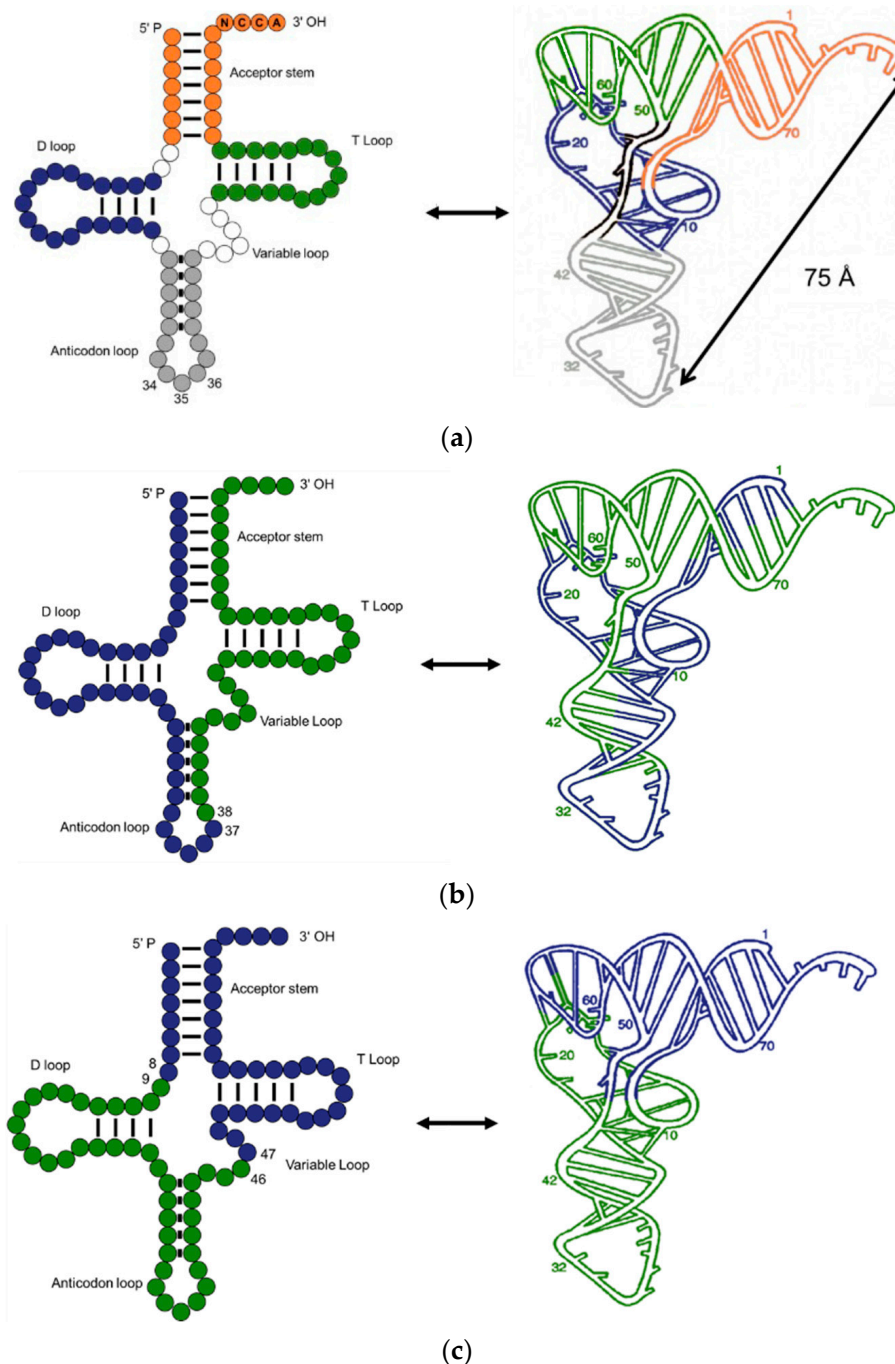 5' P
N C C A
3' OH
Acceptor stem
D loop
T Loop
Variable loop
Anticodon loop
34
35
36
1
60
50
20
70
10
42
32
75 Å
(a)
5' P
3' OH
Acceptor stem
D loop
T Loop
Variable Loop
38
37
Anticodon loop
1
60
50
20
70
10
42
32
(b)
5' P
3' OH
Acceptor stem
8
9
D loop
T Loop
47
46
Variable Loop
Anticodon loop
1
60
50
20
70
10
42
32
(c)